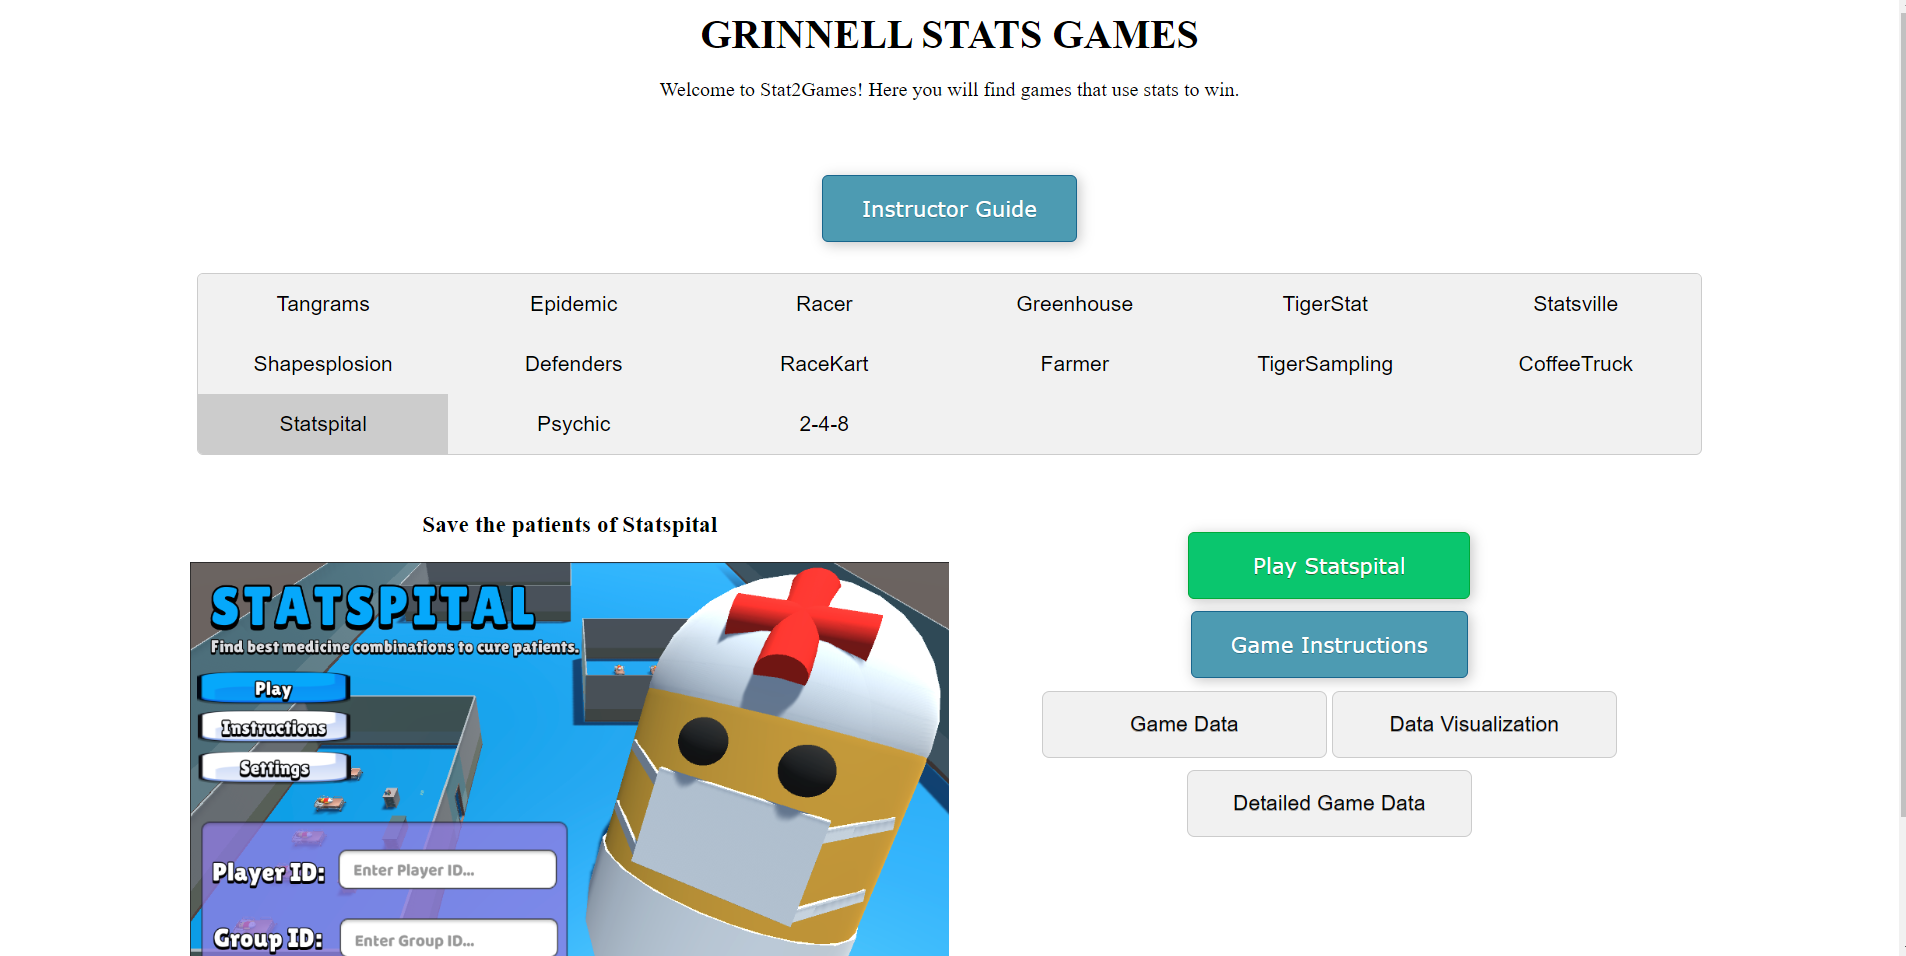 GRINNELL STATS GAMES
Welcome to Stat2Games! Here you will find games that use stats to win.
Instructor Guide
Tangrams Epidemic Racer Greenhouse TigerStat Statsville
Shapesplosion Defenders RaceKart Farmer TigerSampling CoffeeTruck
Statspital Psychic 2-4-8
Save the patients of Statspital
STATSPITAL
Find best medicine combinations to cure patients.
Play
Instructions
Settings
Player ID: Enter Player ID...
Group ID: Enter Group ID...
Play Statspital
Game Instructions
Game Data Data Visualization
Detailed Game Data